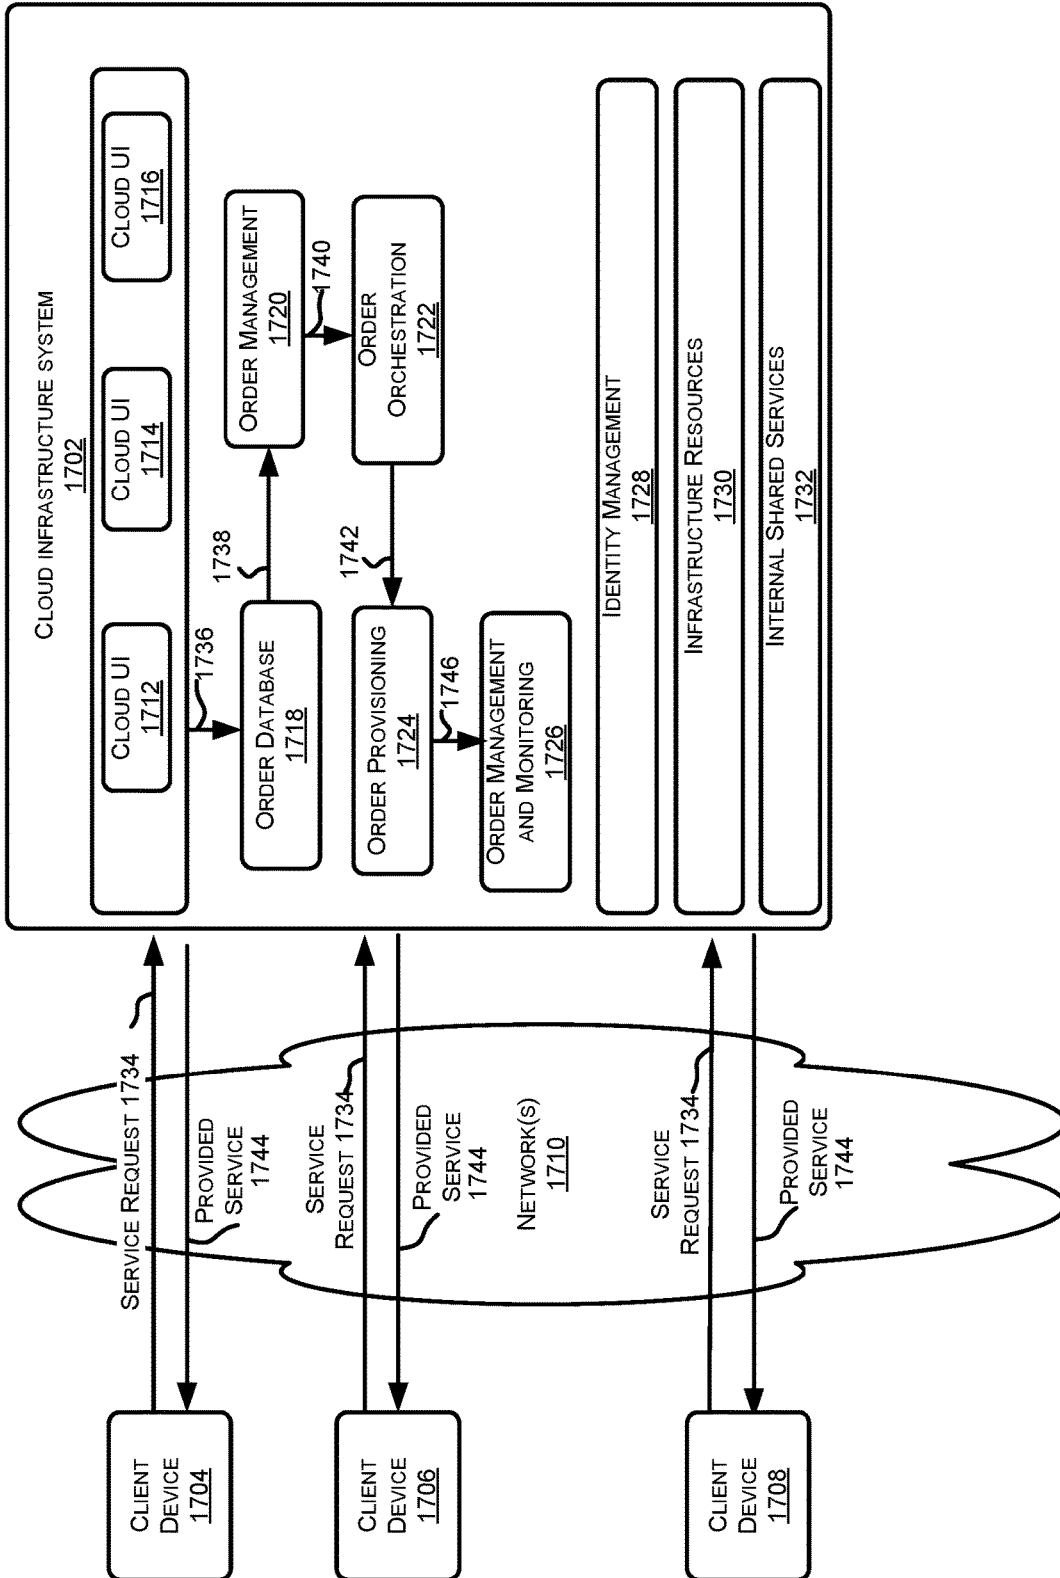 CLOUD INFRASTRUCTURE SYSTEM
1702
CLOUD UI
1712
CLOUD UI
1714
CLOUD UI
1716
1736
ORDER DATABASE
1718
1738
ORDER MANAGEMENT
1720
1740
ORDER
ORCHESTRATION
1722
1742
ORDER PROVISIONING
1724
1746
ORDER MANAGEMENT
AND MONITORING
1726
IDENTITY MANAGEMENT
1728
INFRASTRUCTURE RESOURCES
1730
INTERNAL SHARED SERVICES
1732
SERVICE REQUEST 1734
PROVIDED
SERVICE
1744
SERVICE
REQUEST 1734
PROVIDED
SERVICE
1744
NETWORK(S)
1710
SERVICE
REQUEST 1734
PROVIDED
SERVICE
1744
CLIENT
DEVICE
1704
CLIENT
DEVICE
1706
CLIENT
DEVICE
1708